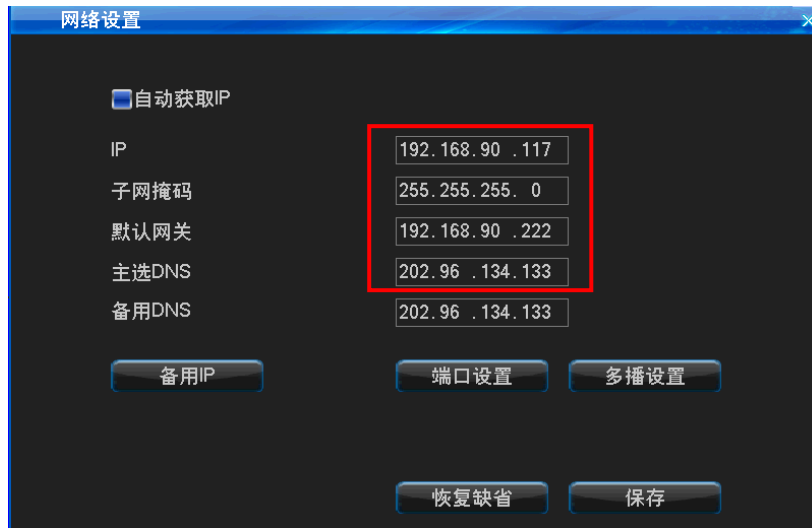 网络设置
自动获取IP
IP 192.168.90 .117
子网掩码 255.255.255. 0
默认网关 192.168.90 .222
主选DNS 202.96 .134.133
备用DNS 202.96 .134.133
备用IP 端口设置 多播设置
恢复缺省 保存